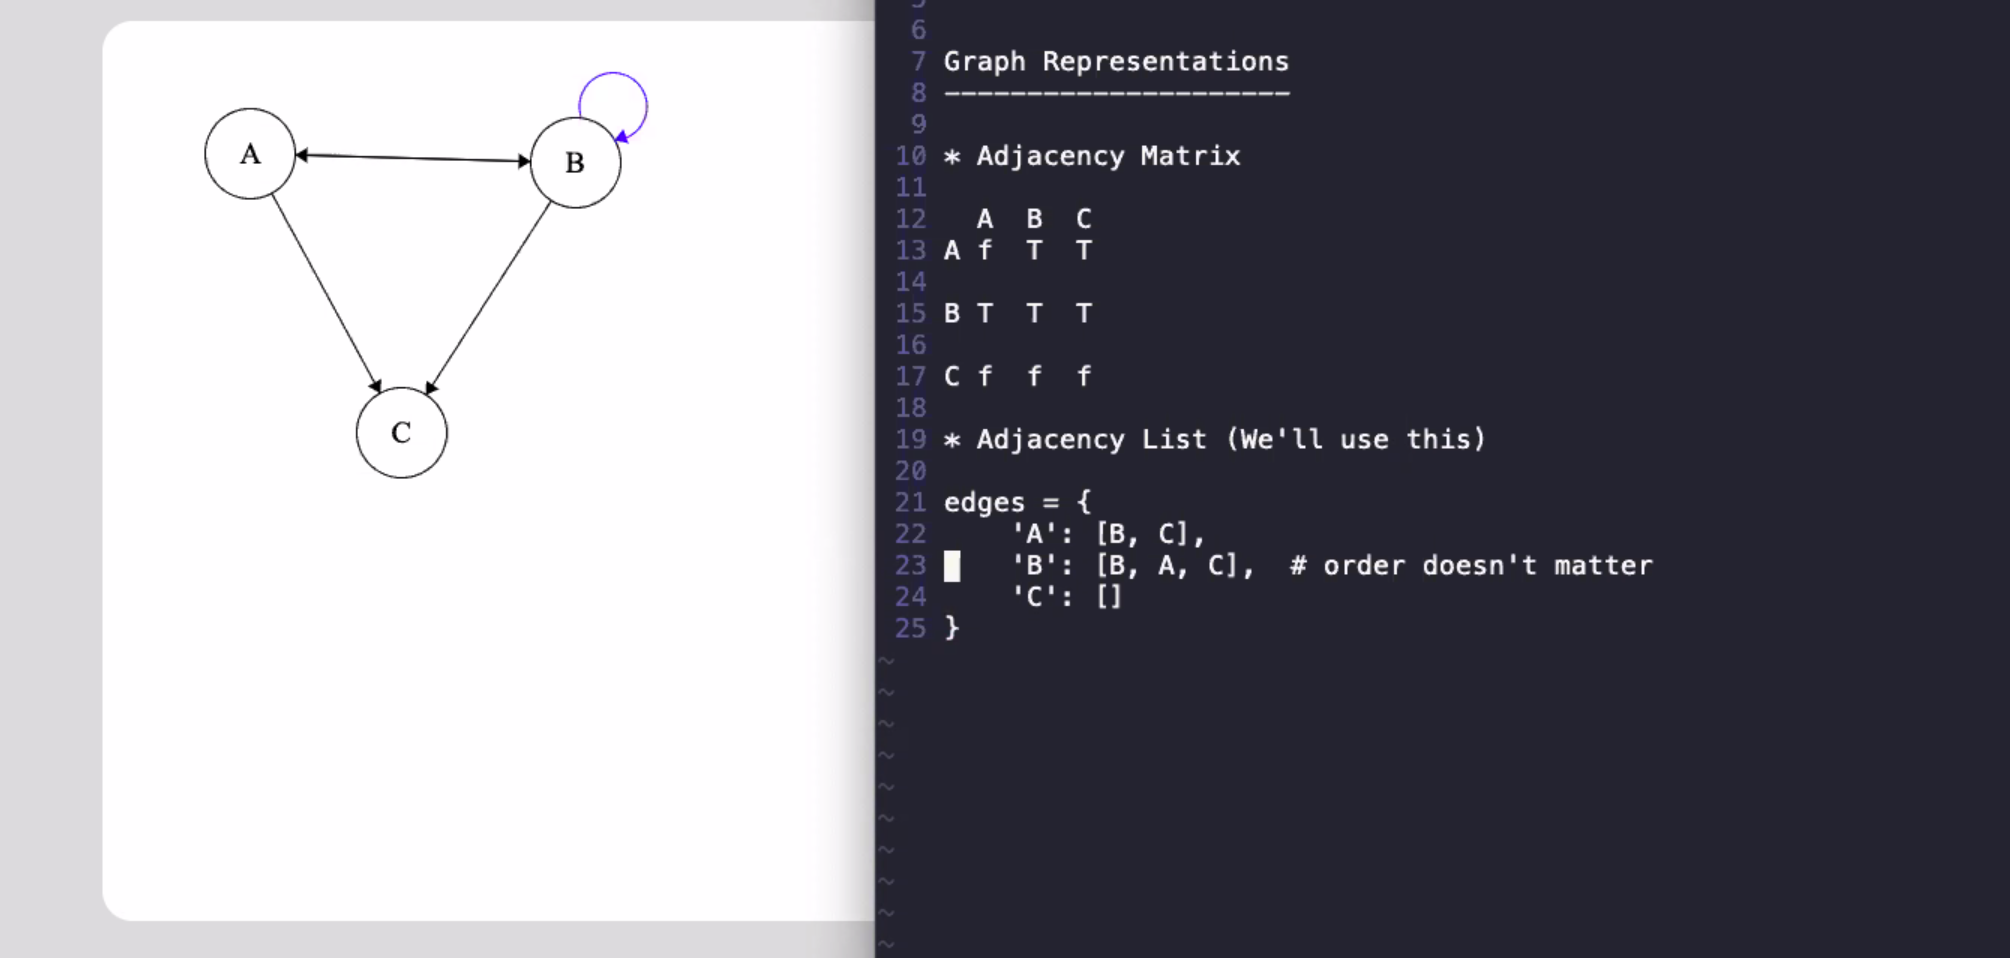 A
B
C
6
7 Graph Representations
8 ---------------------
9
10 * Adjacency Matrix
11
12   A  B  C
13 A f  T  T
14
15 B T  T  T
16
17 C f  f  f
18
19 * Adjacency List (We'll use this)
20
21 edges = {
22     'A': [B, C],
23     'B': [B, A, C],  # order doesn't matter
24     'C': []
25 }
~
~
~
~
~
~
~
~
~
~